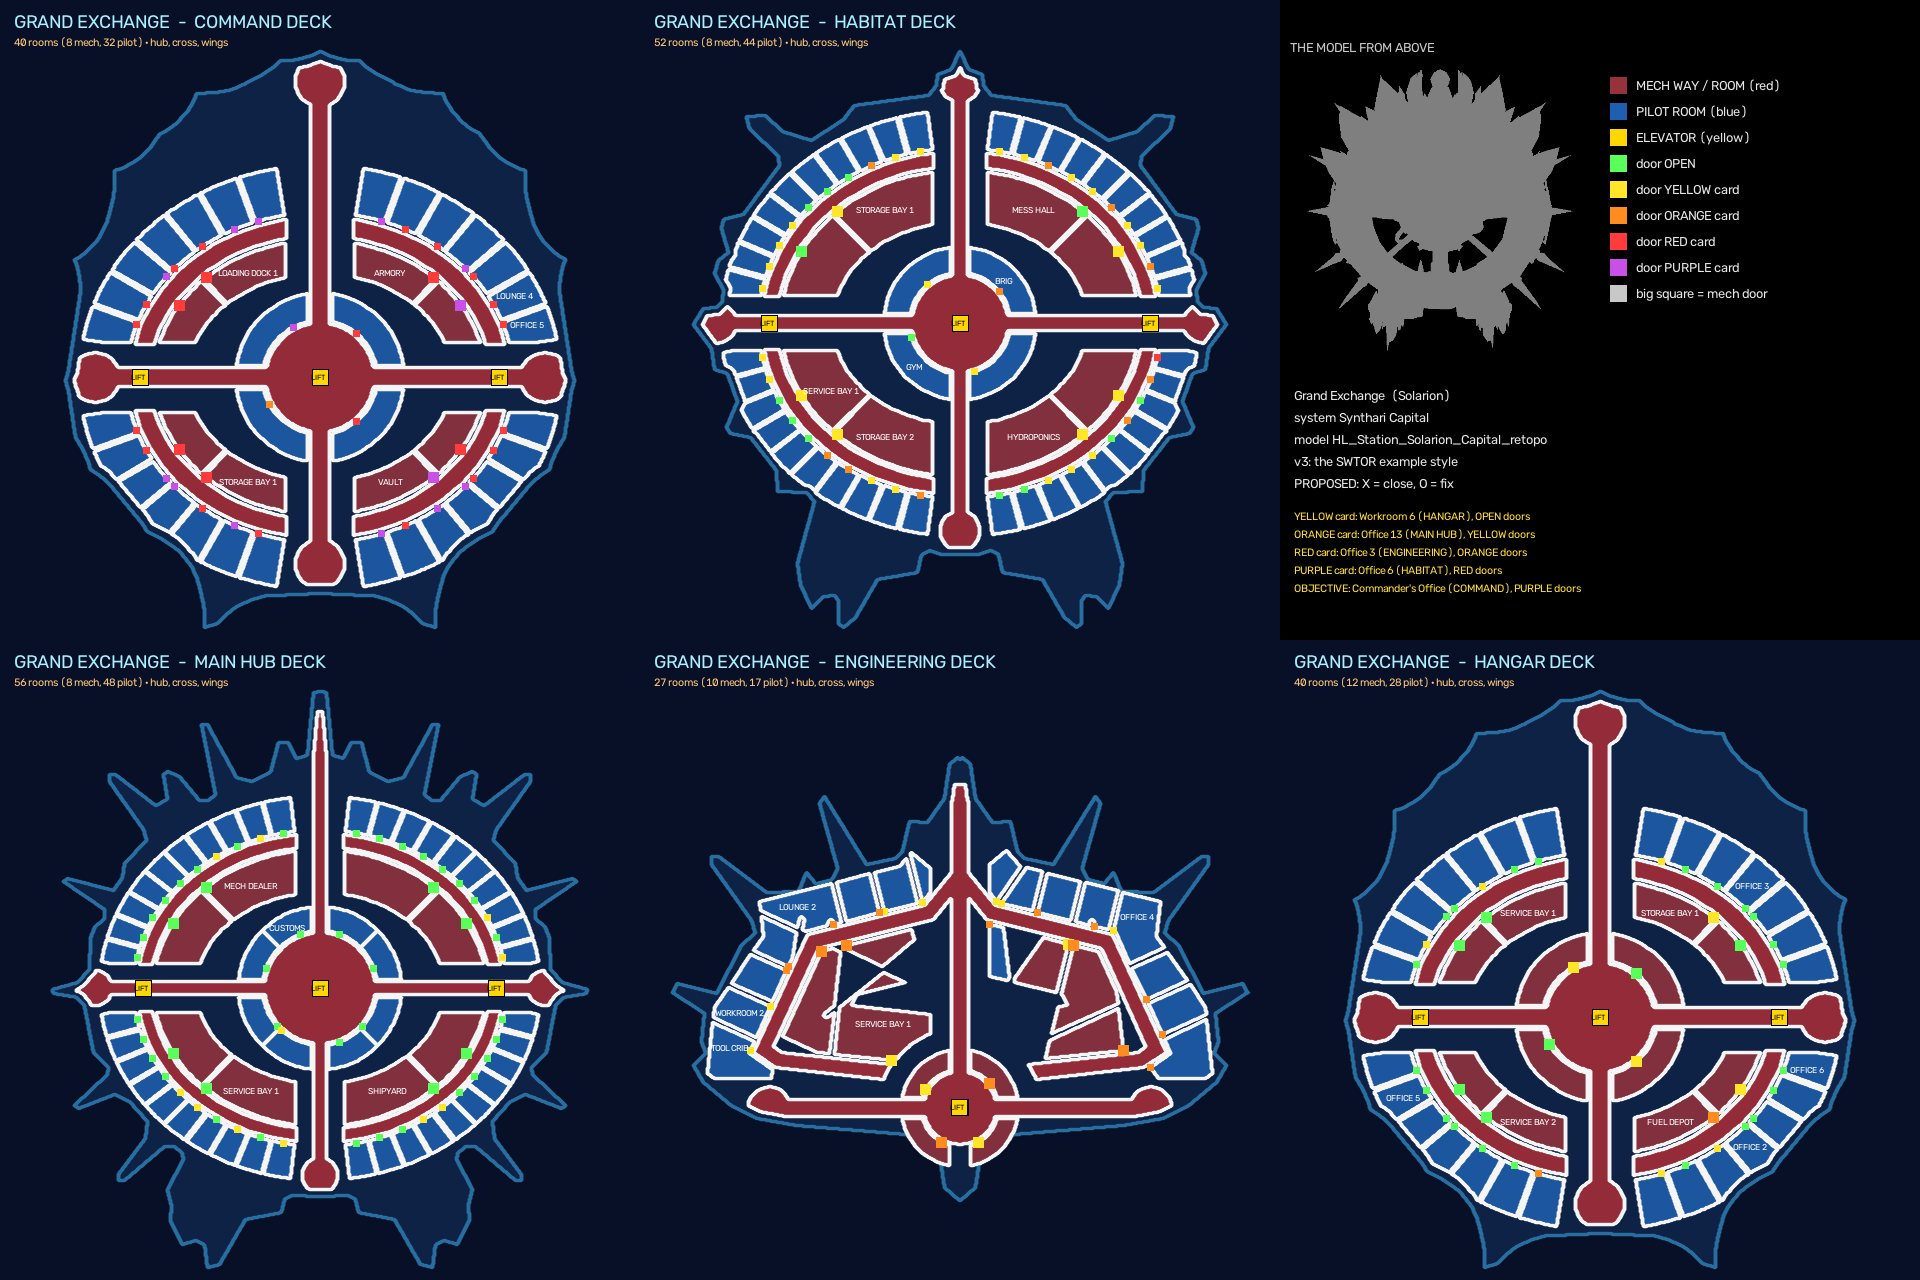 GRAND EXCHANGE - COMMAND DECK
40 rooms (8 mech, 32 pilot) • hub, cross, wings
LOADING DOCK 1
ARMORY
LOUNGE 4
OFFICE 5
LIFT
LIFT
LIFT
STORAGE BAY 1
VAULT
GRAND EXCHANGE - HABITAT DECK
52 rooms (8 mech, 44 pilot) • hub, cross, wings
STORAGE BAY 1
MESS HALL
BRIG
LIFT
LIFT
LIFT
GYM
SERVICE BAY 1
STORAGE BAY 2
HYDROPONICS
THE MODEL FROM ABOVE
MECH WAY / ROOM (red)
PILOT ROOM (blue)
ELEVATOR (yellow)
door OPEN
door YELLOW card
door ORANGE card
door RED card
door PURPLE card
big square = mech door
Grand Exchange (Solarion)
system Synthari Capital
model HL_Station_Solarion_Capital_retopo
v3: the SWTOR example style
PROPOSED: X = close, O = fix
YELLOW card: Workroom 6 (HANGAR), OPEN doors
ORANGE card: Office 13 (MAIN HUB), YELLOW doors
RED card: Office 3 (ENGINEERING), ORANGE doors
PURPLE card: Office 6 (HABITAT), RED doors
OBJECTIVE: Commander's Office (COMMAND), PURPLE doors
GRAND EXCHANGE - MAIN HUB DECK
56 rooms (8 mech, 48 pilot) • hub, cross, wings
MECH DEALER
CUSTOMS
LIFT
LIFT
LIFT
SERVICE BAY 1
SHIPYARD
GRAND EXCHANGE - ENGINEERING DECK
27 rooms (10 mech, 17 pilot) • hub, cross, wings
LOUNGE 2
OFFICE 4
WORKROOM 2
SERVICE BAY 1
TOOL CRIB
LIFT
GRAND EXCHANGE - HANGAR DECK
40 rooms (12 mech, 28 pilot) • hub, cross, wings
OFFICE 3
SERVICE BAY 1
STORAGE BAY 1
LIFT
LIFT
LIFT
OFFICE 6
OFFICE 5
SERVICE BAY 2
FUEL DEPOT
OFFICE 2